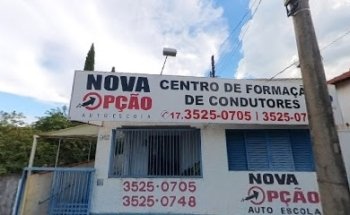 NOVA
OPÇÃO
AUTO ESCOLA
CENTRO DE FORMAÇÃ
DE CONDUTORES
17.3525-0705 | 3525-07
3525-0705
3525-0748
NOVA
OPÇÃO
AUTO ESCOLA